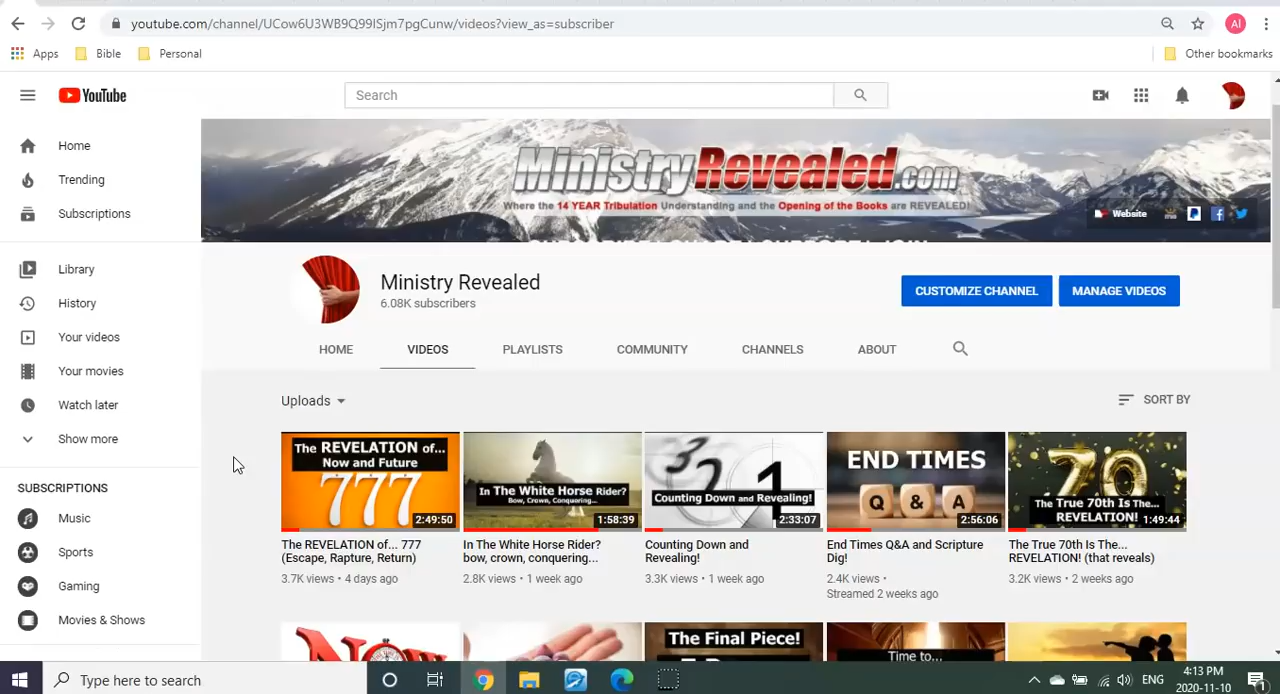 youtube.com/channel/UCow6U3WB9Q99ISjm7pgCunw/videos?view_as=subscriber
AI
Apps Bible Personal Other bookmarks
YouTube
Search
Home
Trending
Subscriptions
Library
History
Your videos
Your movies
Watch later
Show more
SUBSCRIPTIONS
Music
Sports
Gaming
Movies & Shows
MinistryRevealed.com
Where the 14 YEAR Tribulation Understanding and the Opening of the Books are REVEALED!
Website
Ministry Revealed
6.08K subscribers
CUSTOMIZE CHANNEL
MANAGE VIDEOS
HOME VIDEOS PLAYLISTS COMMUNITY CHANNELS ABOUT
Uploads
SORT BY
The REVELATION of...
Now and Future
777
2:49:50
The REVELATION of... 777
(Escape, Rapture, Return)
3.7K views • 4 days ago
In The White Horse Rider?
Bow, Crown, Conquering...
1:58:39
In The White Horse Rider?
bow, crown, conquering...
2.8K views • 1 week ago
3 2 1
Counting Down and Revealing!
2:33:07
Counting Down and
Revealing!
3.3K views • 1 week ago
END TIMES
Q & A
2:56:06
End Times Q&A and Scripture
Dig!
2.4K views •
Streamed 2 weeks ago
70
The True 70th Is The...
REVELATION!
1:49:44
The True 70th Is The...
REVELATION! (that reveals)
3.2K views • 2 weeks ago
NOW
The Final Piece!
Time to...
Type here to search
ENG
4:13 PM
2020-11-10
1